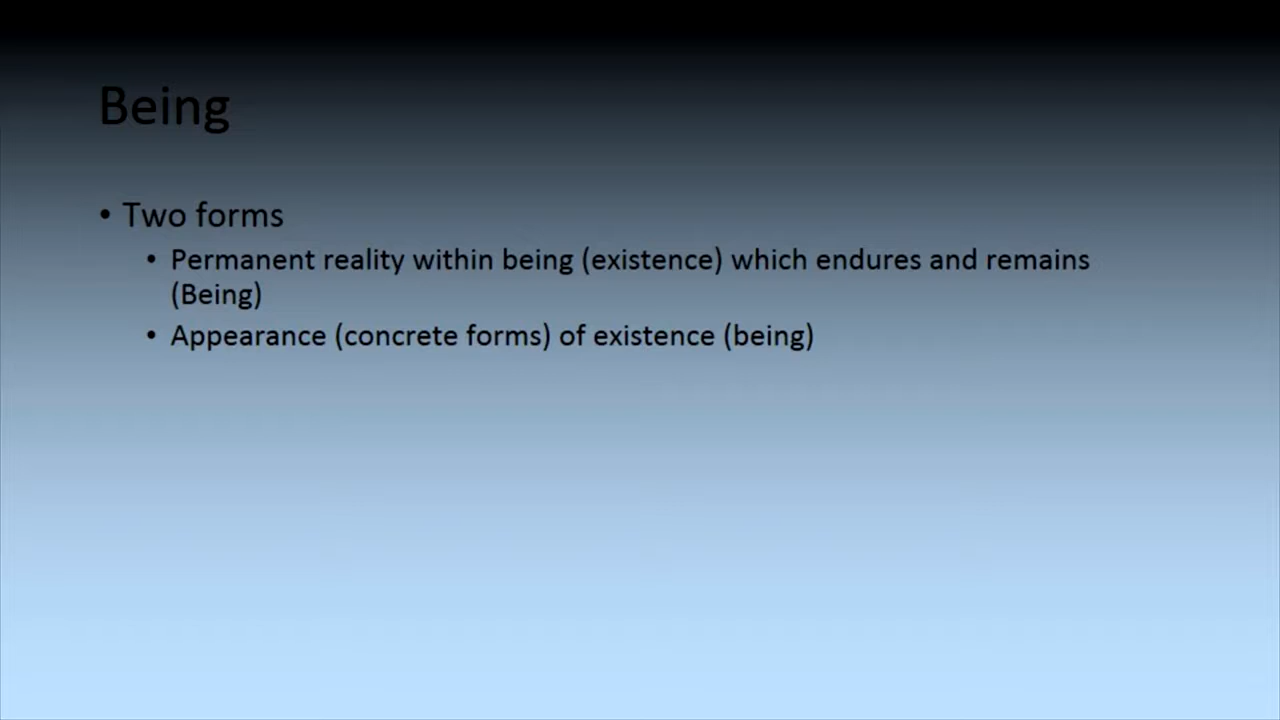 Being
• Two forms
• Permanent reality within being (existence) which endures and remains
(Being)
• Appearance (concrete forms) of existence (being)